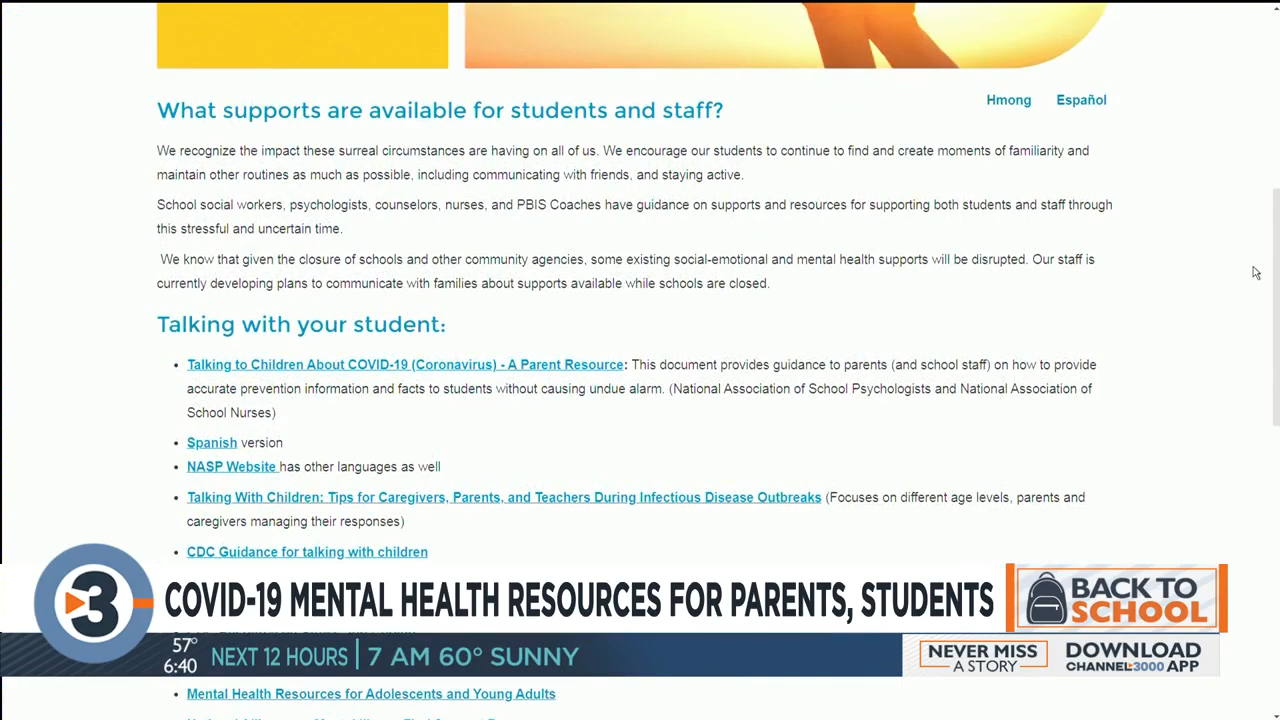 What supports are available for students and staff?
Hmong Español
We recognize the impact these surreal circumstances are having on all of us. We encourage our students to continue to find and create moments of familiarity and
maintain other routines as much as possible, including communicating with friends, and staying active.
School social workers, psychologists, counselors, nurses, and PBIS Coaches have guidance on supports and resources for supporting both students and staff through
this stressful and uncertain time.
We know that given the closure of schools and other community agencies, some existing social-emotional and mental health supports will be disrupted. Our staff is
currently developing plans to communicate with families about supports available while schools are closed.
Talking with your student:
Talking to Children About COVID-19 (Coronavirus) - A Parent Resource: This document provides guidance to parents (and school staff) on how to provide
accurate prevention information and facts to students without causing undue alarm. (National Association of School Psychologists and National Association of
School Nurses)
Spanish version
NASP Website has other languages as well
Talking With Children: Tips for Caregivers, Parents, and Teachers During Infectious Disease Outbreaks (Focuses on different age levels, parents and
caregivers managing their responses)
CDC Guidance for talking with children
3
COVID-19 MENTAL HEALTH RESOURCES FOR PARENTS, STUDENTS
BACK TO
SCHOOL
57°
6:40
NEXT 12 HOURS 7 AM 60° SUNNY
NEVER MISS
A STORY
DOWNLOAD
CHANNEL3000 APP
Mental Health Resources for Adolescents and Young Adults